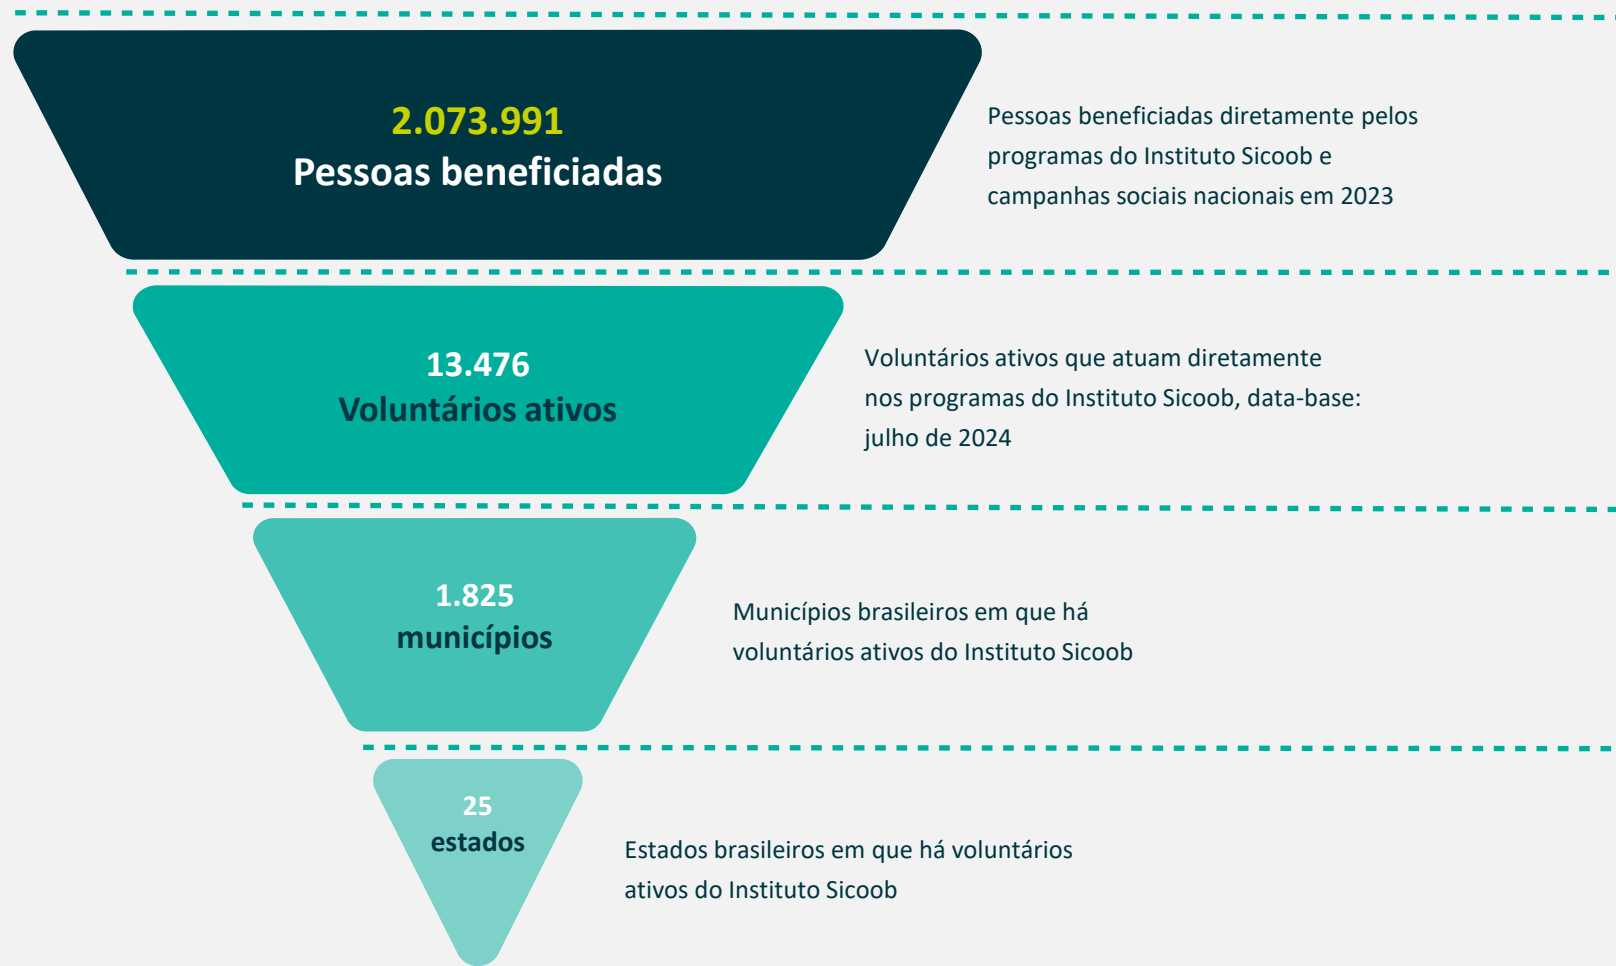 2.073.991
Pessoas beneficiadas
Pessoas beneficiadas diretamente pelos
programas do Instituto Sicoob e
campanhas sociais nacionais em 2023
13.476
Voluntários ativos
Voluntários ativos que atuam diretamente
nos programas do Instituto Sicoob, data-base:
julho de 2024
1.825
municípios
Municípios brasileiros em que há
voluntários ativos do Instituto Sicoob
25
estados
Estados brasileiros em que há voluntários
ativos do Instituto Sicoob